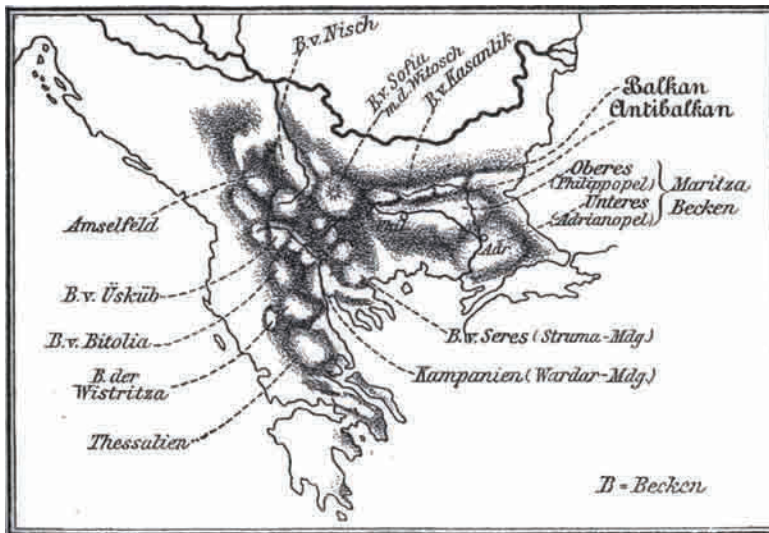 B.v. Nisch
B.v. Sofia
m.d. Witosch
B.v. Kasanlik
Balkan
Antibalkan
Oberes
(Philippopel)
Unteres
(Adrianopel)
Maritza
Becken
Phil.
Adr.
Amselfeld
B.v. Üsküb
B.v. Bitolia
B. der
Wistritza
Thessalien
B.v. Seres (Struma-Mdg.)
Kampanien (Wardar-Mdg.)
B = Becken